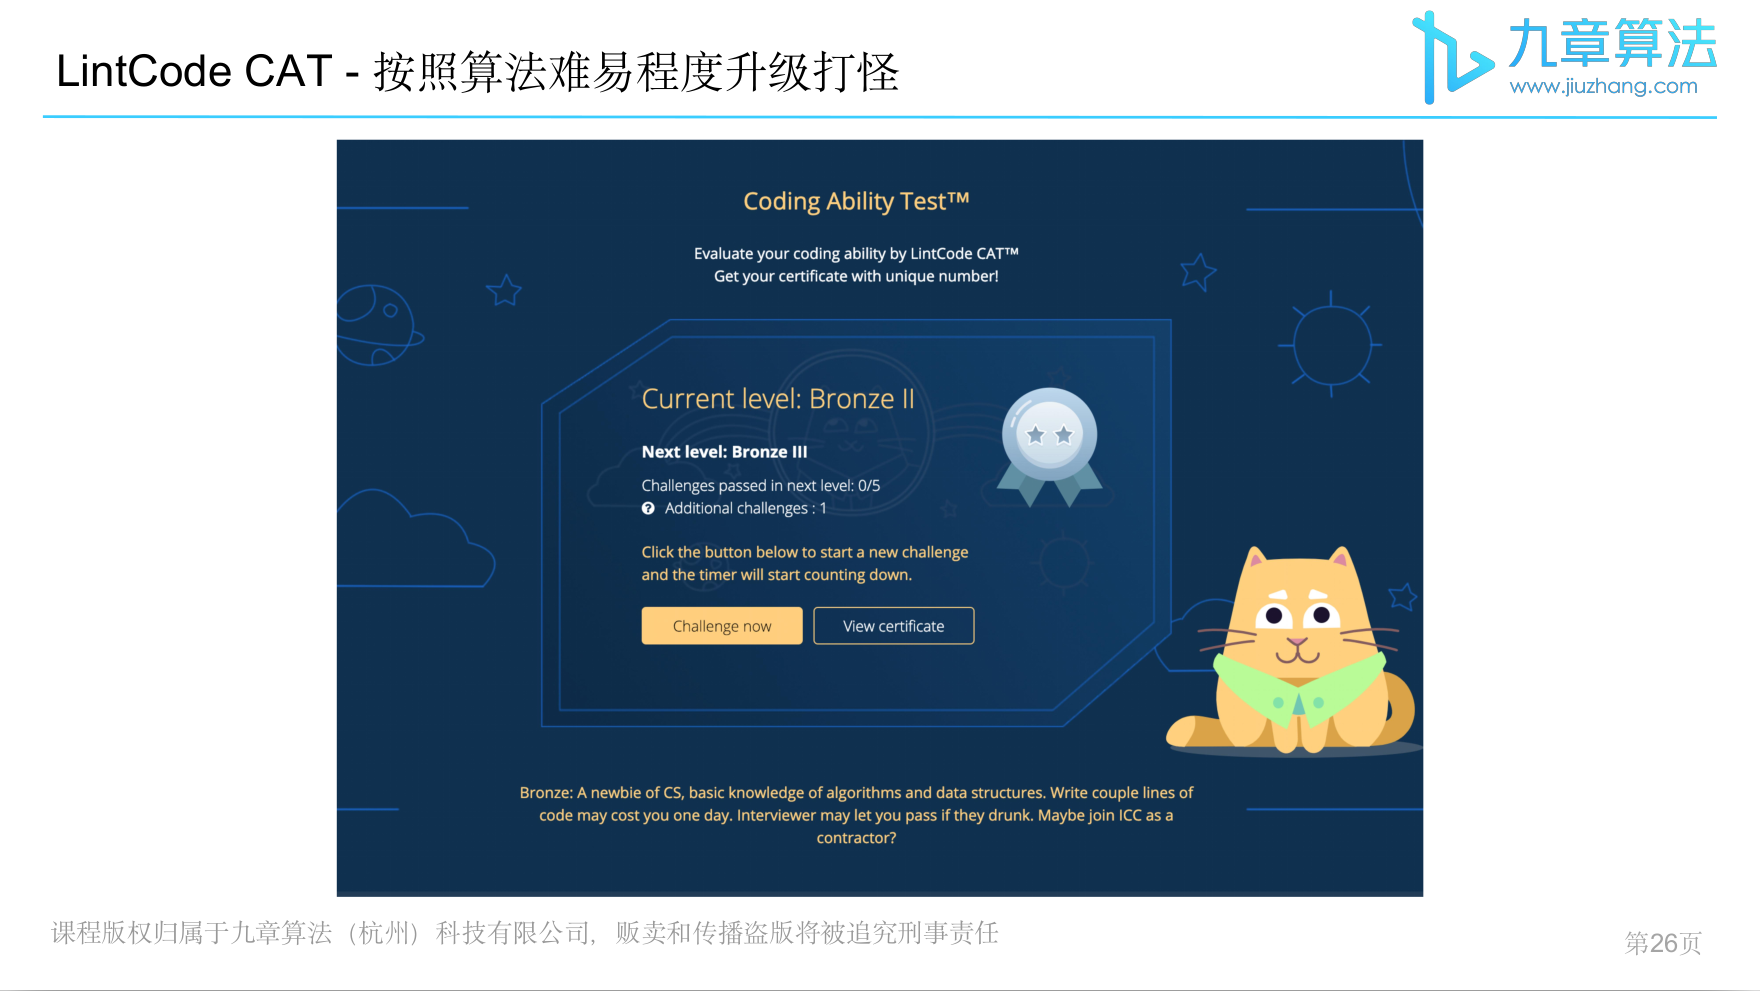 LintCode CAT - 按照算法难易程度升级打怪
九章算法
www.jiuzhang.com
Coding Ability Test™
Evaluate your coding ability by LintCode CAT™
Get your certificate with unique number!
Current level: Bronze II
Next level: Bronze III
Challenges passed in next level: 0/5
? Additional challenges : 1
Click the button below to start a new challenge
and the timer will start counting down.
Challenge now
View certificate
Bronze: A newbie of CS, basic knowledge of algorithms and data structures. Write couple lines of
code may cost you one day. Interviewer may let you pass if they drunk. Maybe join ICC as a
contractor?
课程版权归属于九章算法（杭州）科技有限公司，贩卖和传播盗版将被追究刑事责任
第26页